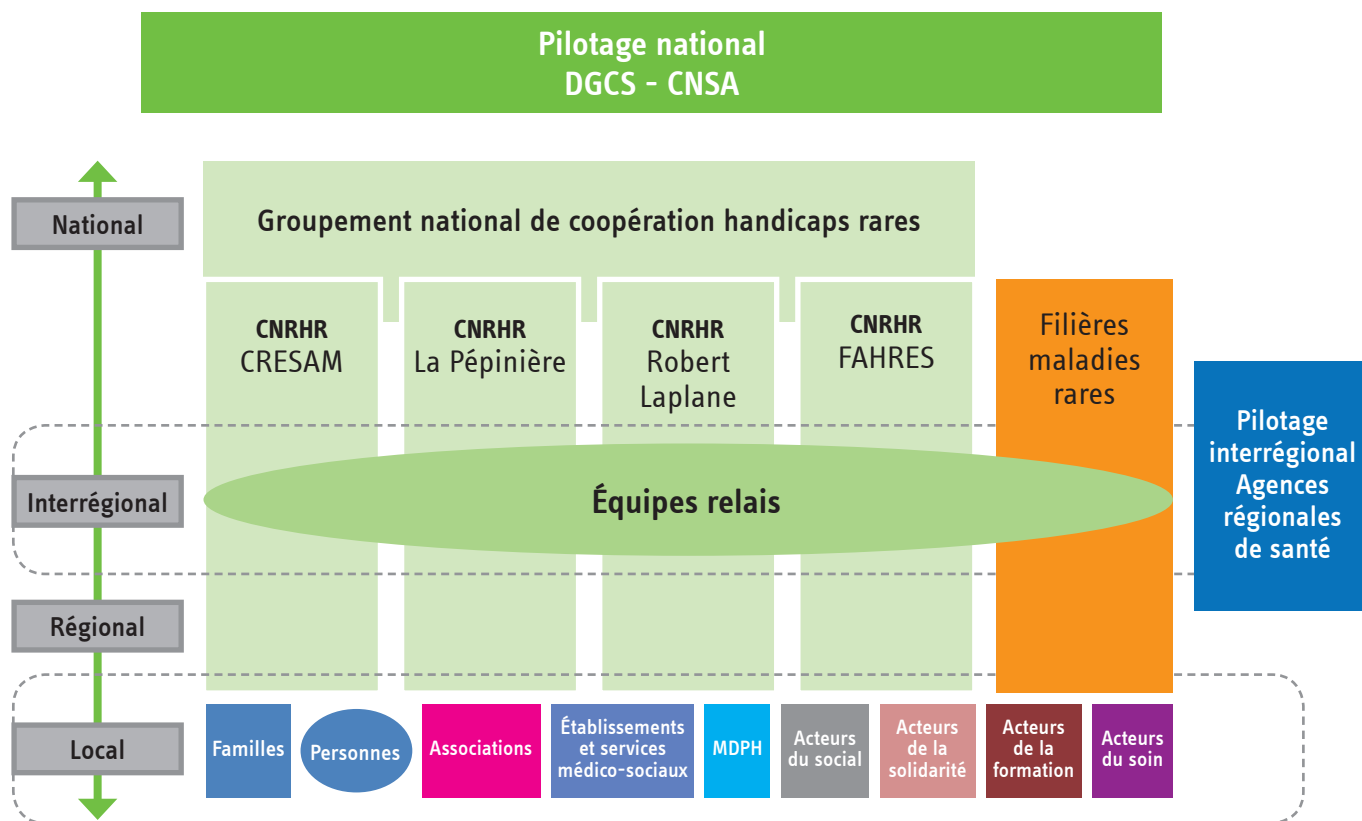 Pilotage national
DGCS - CNSA
National
Groupement national de coopération handicaps rares
CNRHR
CRESAM
CNRHR
La Pépinière
CNRHR
Robert
Laplane
CNRHR
FAHRES
Filières
maladies
rares
Pilotage
interrégional
Agences
régionales
de santé
Interrégional
Équipes relais
Régional
Local
Familles
Personnes
Associations
Établissements
et services
médico-sociaux
MDPH
Acteurs
du social
Acteurs
de la
solidarité
Acteurs
de la
formation
Acteurs
du soin